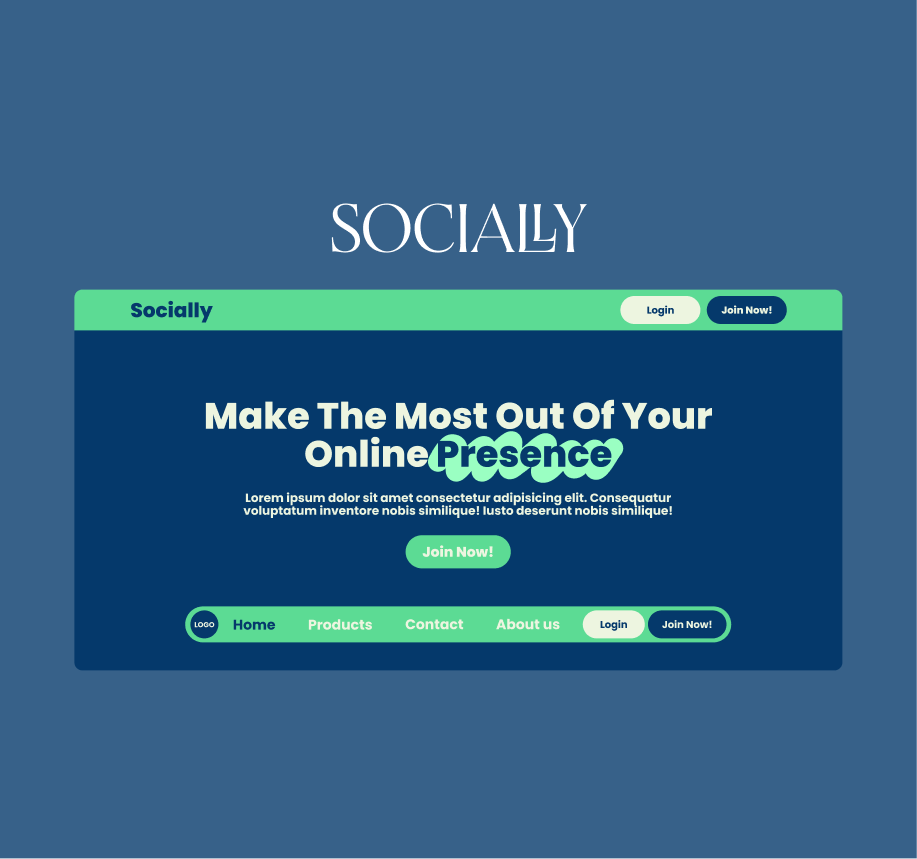 SOCIALLY
Socially
Login
Join Now!
Make The Most Out Of Your
Online Presence
Lorem ipsum dolor sit amet consectetur adipisicing elit. Consequatur
voluptatum inventore nobis similique! Iusto deserunt nobis similique!
Join Now!
LOGO
Home
Products
Contact
About us
Login
Join Now!